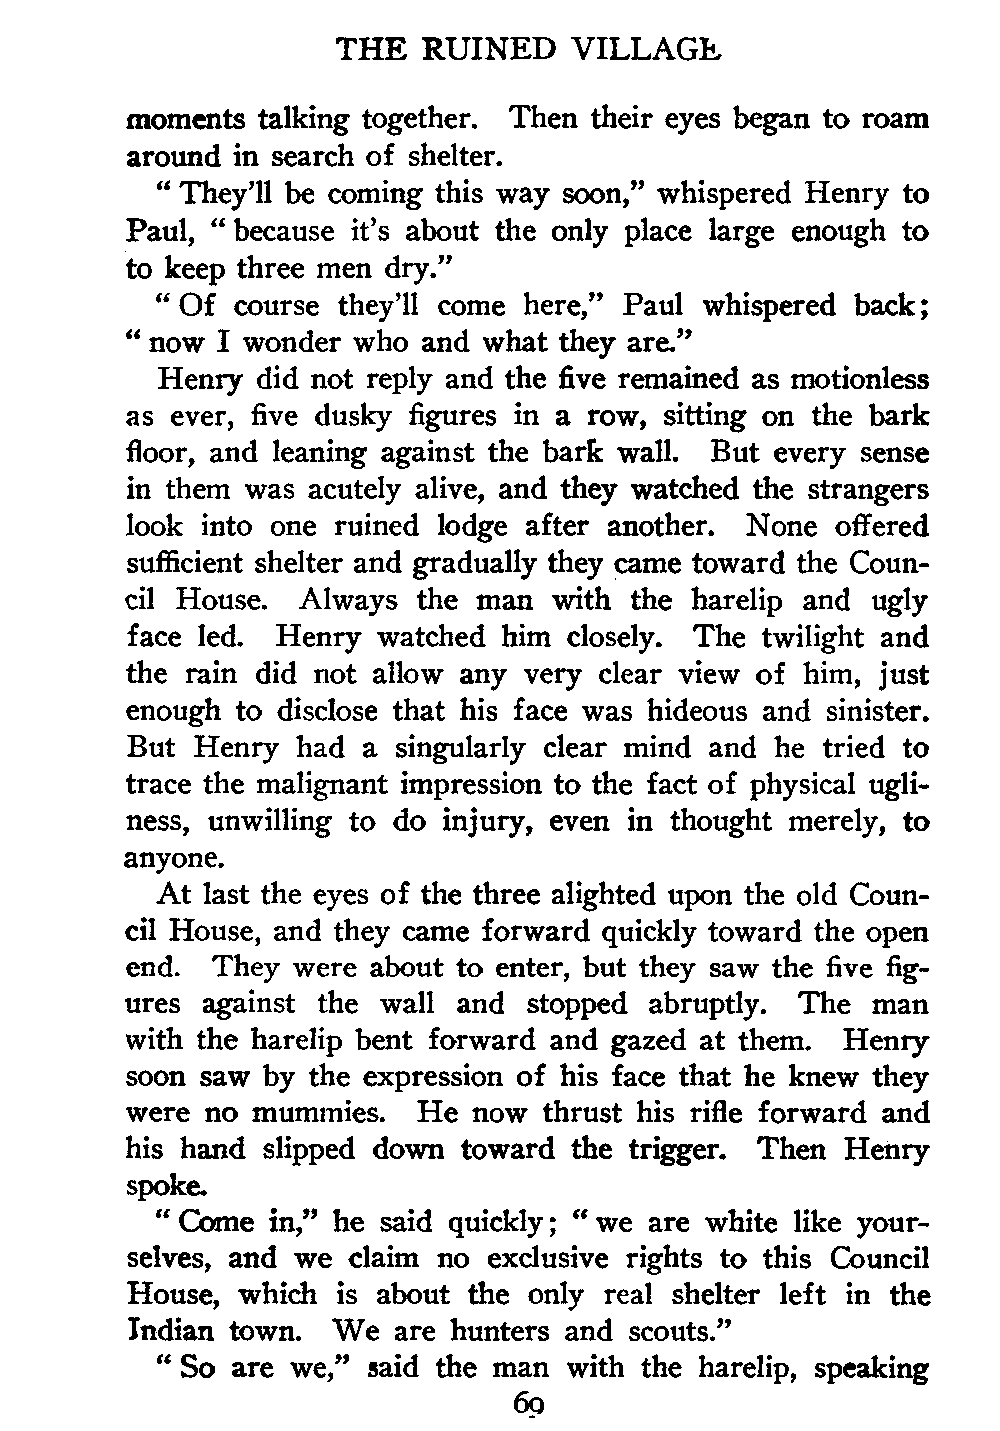 THE RUINED VILLAGE
moments talking together. Then their eyes began to roam
around in search of shelter.
“ They’ll be coming this way soon,” whispered Henry to
Paul, “ because it’s about the only place large enough to
to keep three men dry.”
“ Of course they’ll come here,” Paul whispered back;
“ now I wonder who and what they are.”
Henry did not reply and the five remained as motionless
as ever, five dusky figures in a row, sitting on the bark
floor, and leaning against the bark wall. But every sense
in them was acutely alive, and they watched the strangers
look into one ruined lodge after another. None offered
sufficient shelter and gradually they came toward the Coun-
cil House. Always the man with the harelip and ugly
face led. Henry watched him closely. The twilight and
the rain did not allow any very clear view of him, just
enough to disclose that his face was hideous and sinister.
But Henry had a singularly clear mind and he tried to
trace the malignant impression to the fact of physical ugli-
ness, unwilling to do injury, even in thought merely, to
anyone.
At last the eyes of the three alighted upon the old Coun-
cil House, and they came forward quickly toward the open
end. They were about to enter, but they saw the five fig-
ures against the wall and stopped abruptly. The man
with the harelip bent forward and gazed at them. Henry
soon saw by the expression of his face that he knew they
were no mummies. He now thrust his rifle forward and
his hand slipped down toward the trigger. Then Henry
spoke.
“ Come in,” he said quickly; “ we are white like your-
selves, and we claim no exclusive rights to this Council
House, which is about the only real shelter left in the
Indian town. We are hunters and scouts.”
“ So are we,” said the man with the harelip, speaking
69